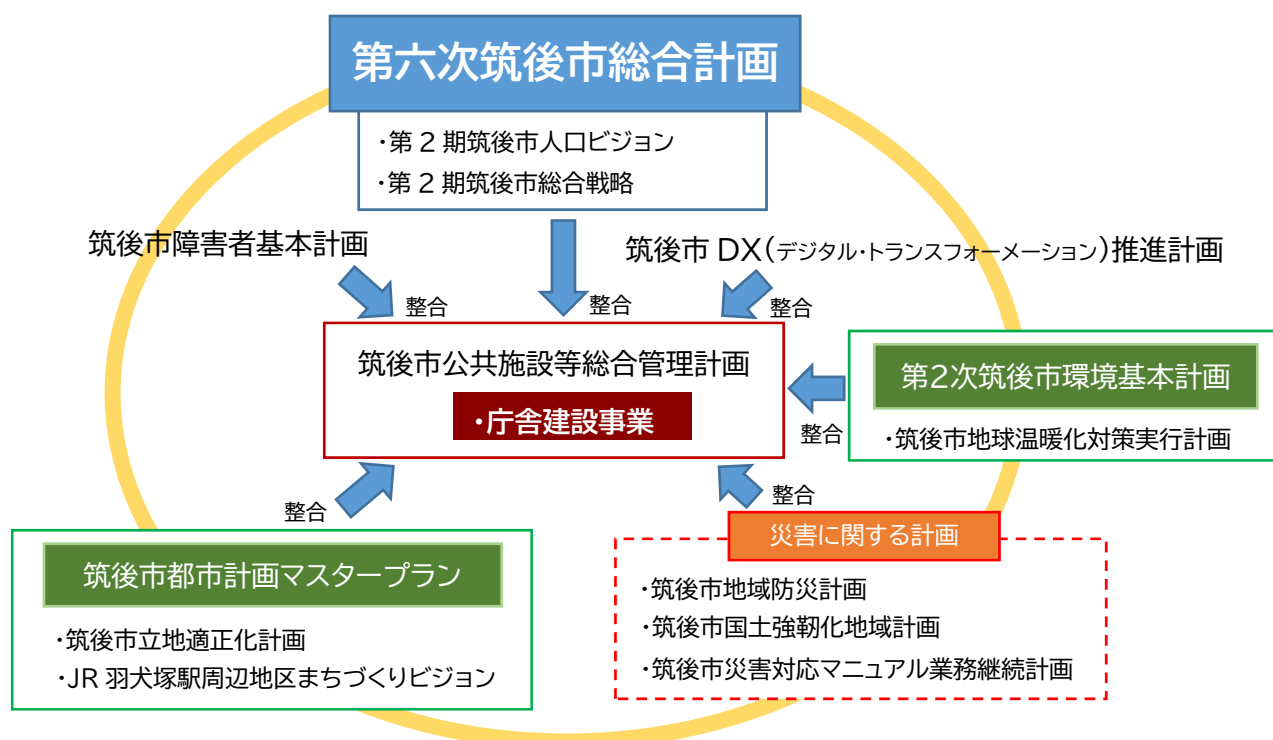 第六次筑後市総合計画
・第2期筑後市人口ビジョン
・第2期筑後市総合戦略
筑後市障害者基本計画
筑後市DX(デジタル・トランスフォーメーション)推進計画
整合
整合
整合
筑後市公共施設等総合管理計画
・庁舎建設事業
第2次筑後市環境基本計画
・筑後市地球温暖化対策実行計画
整合
整合
整合
災害に関する計画
・筑後市地域防災計画
・筑後市国土強靭化地域計画
・筑後市災害対応マニュアル業務継続計画
筑後市都市計画マスタープラン
・筑後市立地適正化計画
・JR羽犬塚駅周辺地区まちづくりビジョン